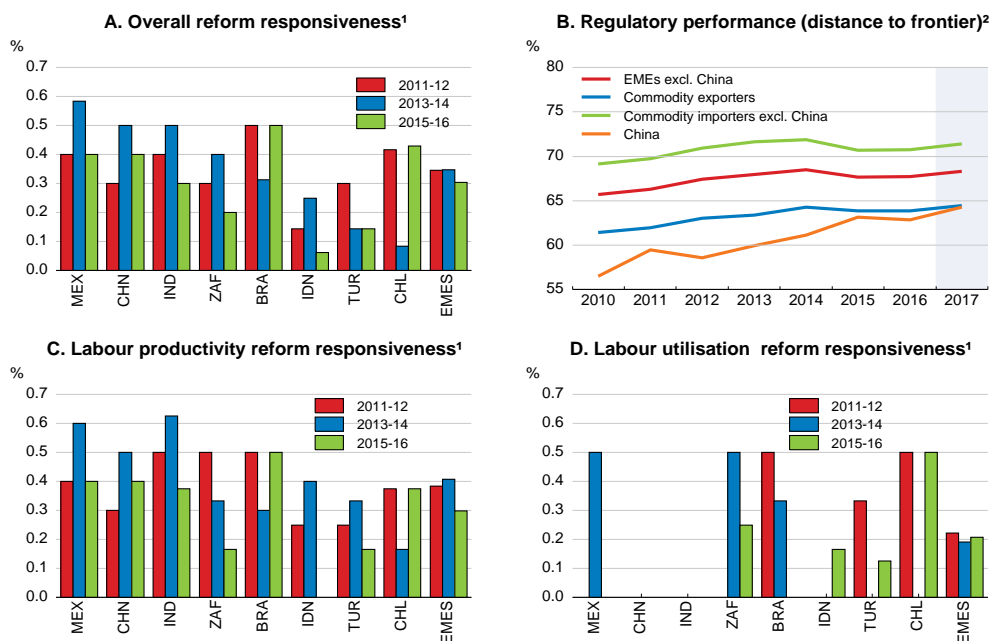 A. Overall reform responsiveness¹
%
0.7
0.6
0.5
0.4
0.3
0.2
0.1
0.0
2011-12
2013-14
2015-16
MEX
CHN
IND
ZAF
BRA
IDN
TUR
CHL
EMES
B. Regulatory performance (distance to frontier)²
%
80
75
70
65
60
55
EMEs excl. China
Commodity exporters
Commodity importers excl. China
China
2010 2011 2012 2013 2014 2015 2016 2017
C. Labour productivity reform responsiveness¹
%
0.7
0.6
0.5
0.4
0.3
0.2
0.1
0.0
2011-12
2013-14
2015-16
MEX
CHN
IND
ZAF
BRA
IDN
TUR
CHL
EMES
D. Labour utilisation reform responsiveness¹
%
0.7
0.6
0.5
0.4
0.3
0.2
0.1
0.0
2011-12
2013-14
2015-16
MEX
CHN
IND
ZAF
BRA
IDN
TUR
CHL
EMES